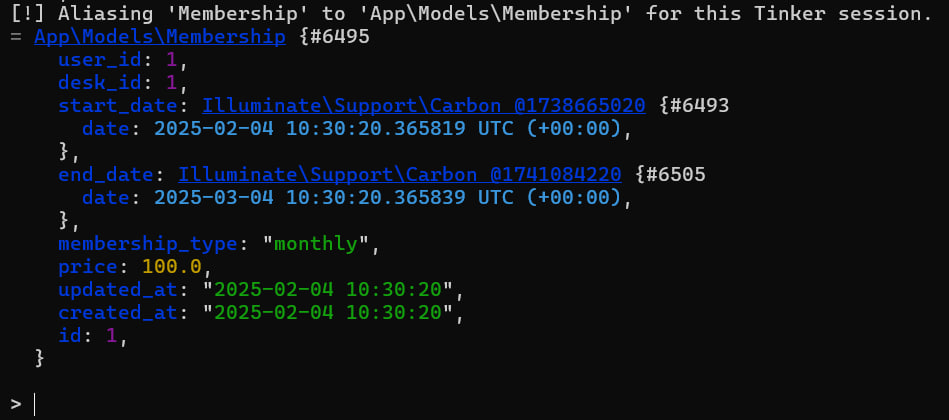 [!] Aliasing 'Membership' to 'App\Models\Membership' for this Tinker session.
= App\Models\Membership {#6495
    user_id: 1,
    desk_id: 1,
    start_date: Illuminate\Support\Carbon @1738665020 {#6493
      date: 2025-02-04 10:30:20.365819 UTC (+00:00),
    },
    end_date: Illuminate\Support\Carbon @1741084220 {#6505
      date: 2025-03-04 10:30:20.365839 UTC (+00:00),
    },
    membership_type: "monthly",
    price: 100.0,
    updated_at: "2025-02-04 10:30:20",
    created_at: "2025-02-04 10:30:20",
    id: 1,
  }
>